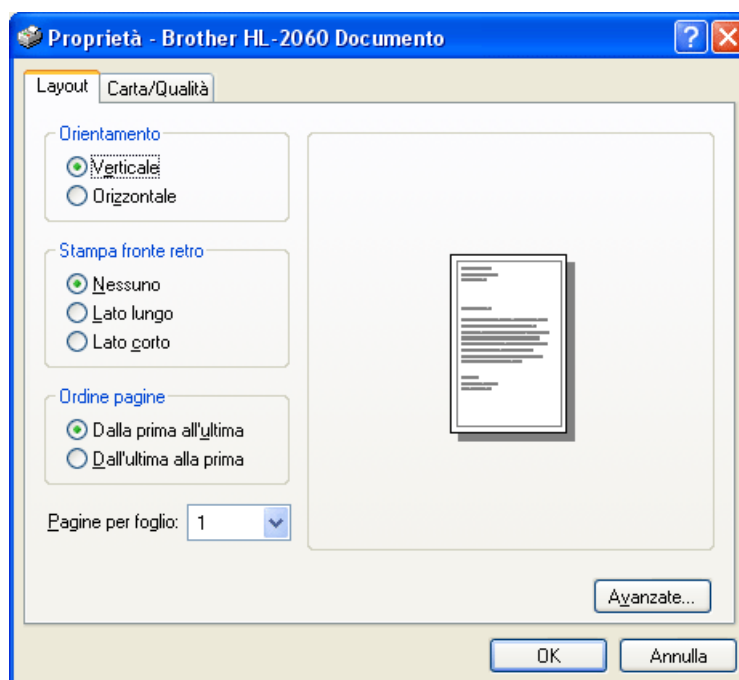 Proprietà - Brother HL-2060 Documento
Layout
Carta/Qualità
Orientamento
Verticale
Orizzontale
Stampa fronte retro
Nessuno
Lato lungo
Lato corto
Ordine pagine
Dalla prima all'ultima
Dall'ultima alla prima
Pagine per foglio: 1
Avanzate...
OK
Annulla